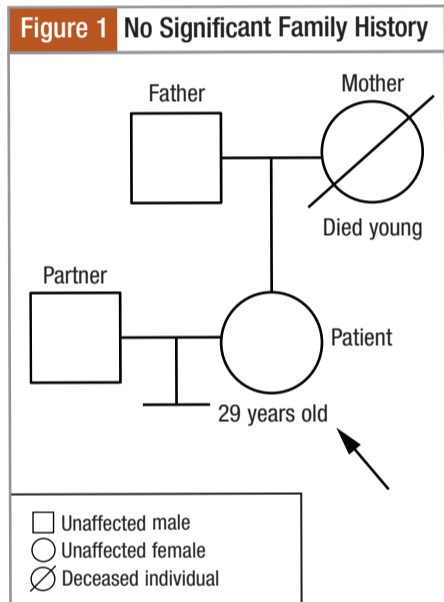 Figure 1 No Significant Family History
Father
Mother
Died young
Partner
Patient
29 years old
Unaffected male
Unaffected female
Deceased individual